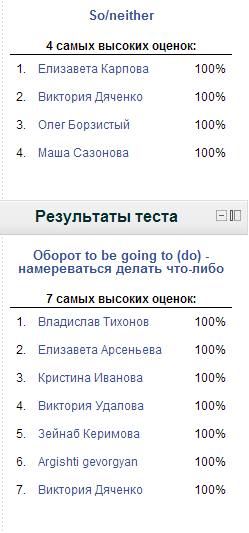 So/neither
4 самых высоких оценок:
1. Елизавета Карпова 100%
2. Виктория Дяченко 100%
3. Олег Борзистый 100%
4. Маша Сазонова 100%
Результаты теста
Оборот to be going to (do) -
намереваться делать что-либо
7 самых высоких оценок:
1. Владислав Тихонов 100%
2. Елизавета Арсеньева 100%
3. Кристина Иванова 100%
4. Виктория Удалова 100%
5. Зейнаб Керимова 100%
6. Argishti gevorgyan 100%
7. Виктория Дяченко 100%